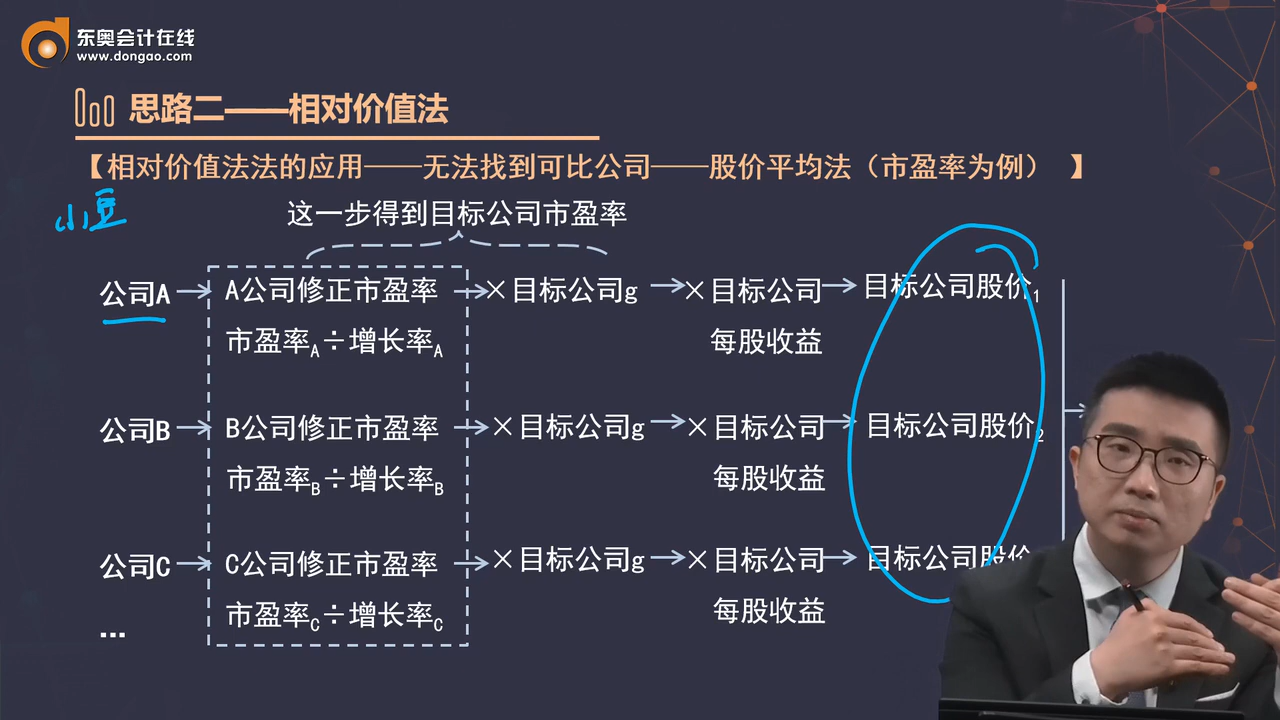 东奥会计在线
www.dongao.com
思路二——相对价值法
【相对价值法法的应用——无法找到可比公司——股价平均法（市盈率为例） 】
小豆
这一步得到目标公司市盈率
公司A A公司修正市盈率 ×目标公司g ×目标公司 目标公司股价1
市盈率A÷增长率A 每股收益
公司B B公司修正市盈率 ×目标公司g ×目标公司 目标公司股价2
市盈率B÷增长率B 每股收益
公司C C公司修正市盈率 ×目标公司g ×目标公司 目标公司股价
市盈率C÷增长率C 每股收益
...